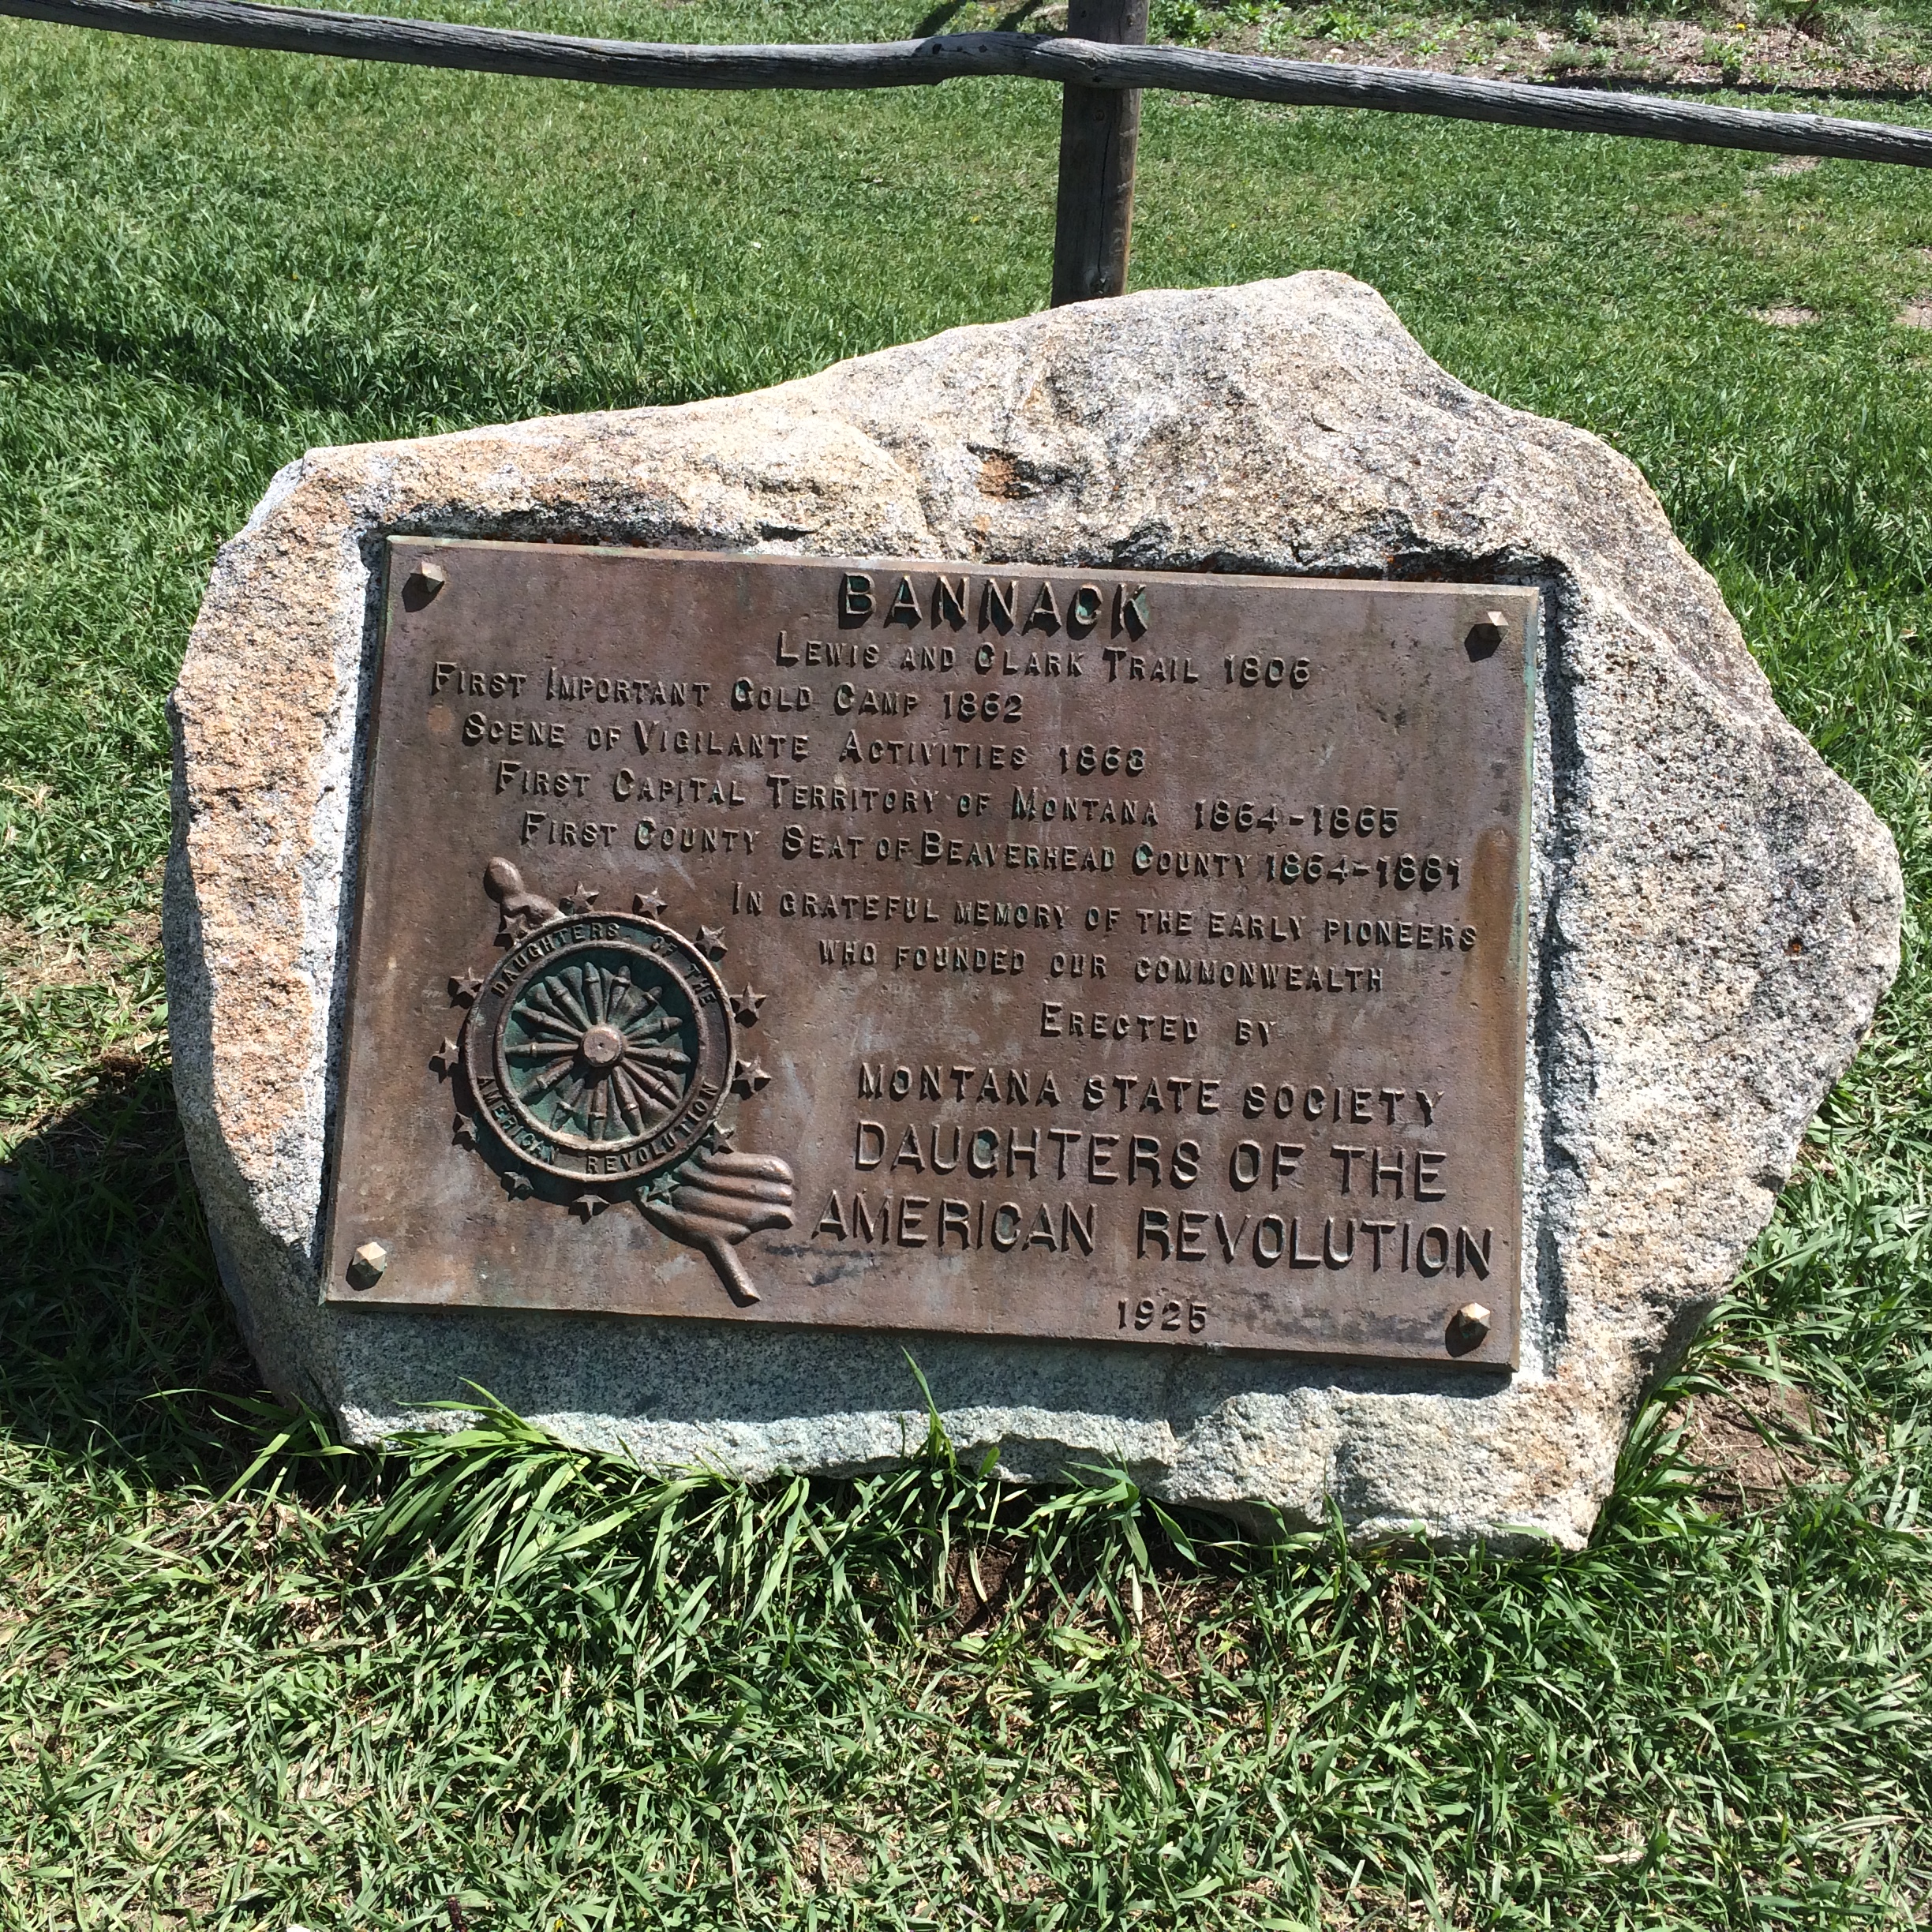 BANNACK
LEWIS AND CLARK TRAIL 1806
FIRST IMPORTANT GOLD CAMP 1862
SCENE OF VIGILANTE ACTIVITIES 1863
FIRST CAPITAL TERRITORY OF MONTANA 1864-1865
FIRST COUNTY SEAT OF BEAVERHEAD COUNTY 1864-1881
IN GRATEFUL MEMORY OF THE EARLY PIONEERS
WHO FOUNDED OUR COMMONWEALTH
ERECTED BY
MONTANA STATE SOCIETY
DAUGHTERS OF THE
AMERICAN REVOLUTION
1925
DAUGHTERS OF THE
AMERICAN REVOLUTION